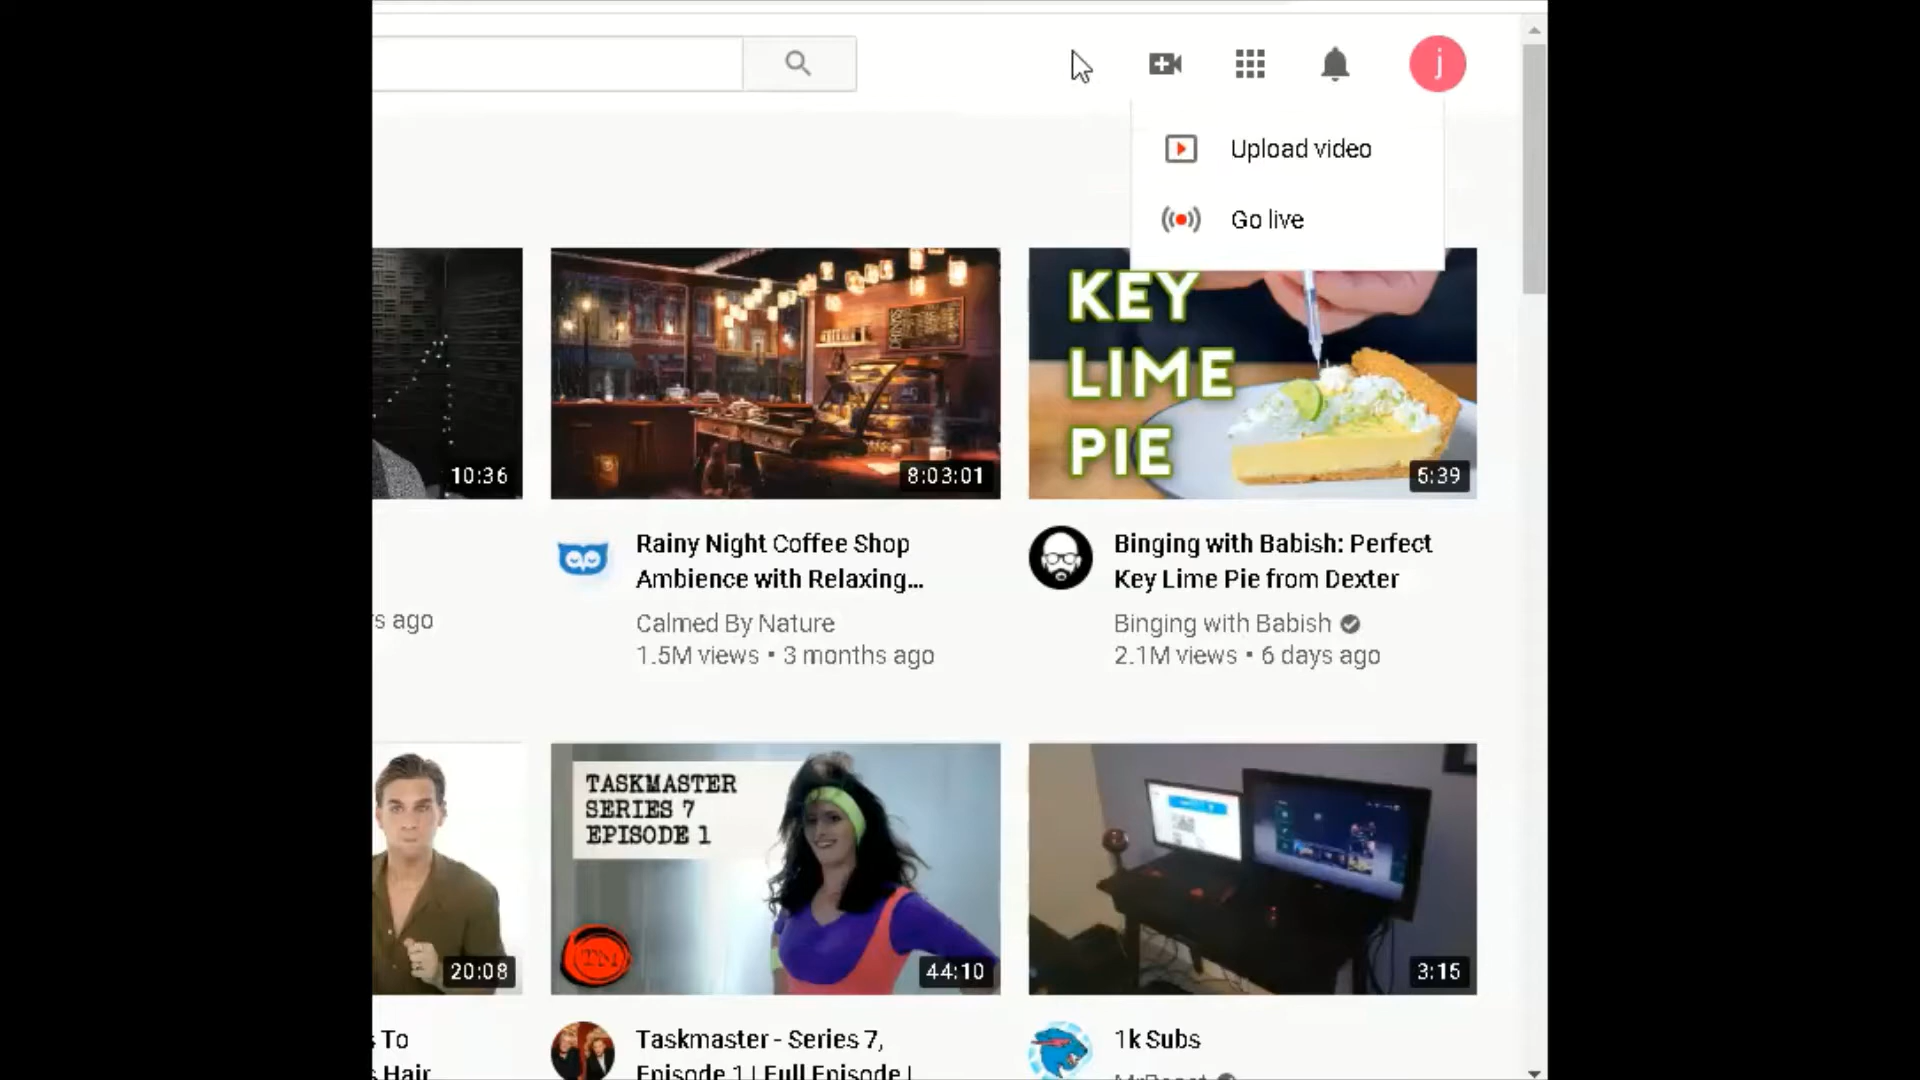 j
Upload video
Go live
10:36
8:03:01
KEY
LIME
PIE
5:39
Rainy Night Coffee Shop
Ambience with Relaxing...
Calmed By Nature
1.5M views • 3 months ago
Binging with Babish: Perfect
Key Lime Pie from Dexter
Binging with Babish
2.1M views • 6 days ago
s ago
20:08
TASKMASTER
SERIES 7
EPISODE 1
TM
44:10
3:15
s To
s Hair
Taskmaster - Series 7,
Episode 1 | Full Episode |
1k Subs
MrBeast